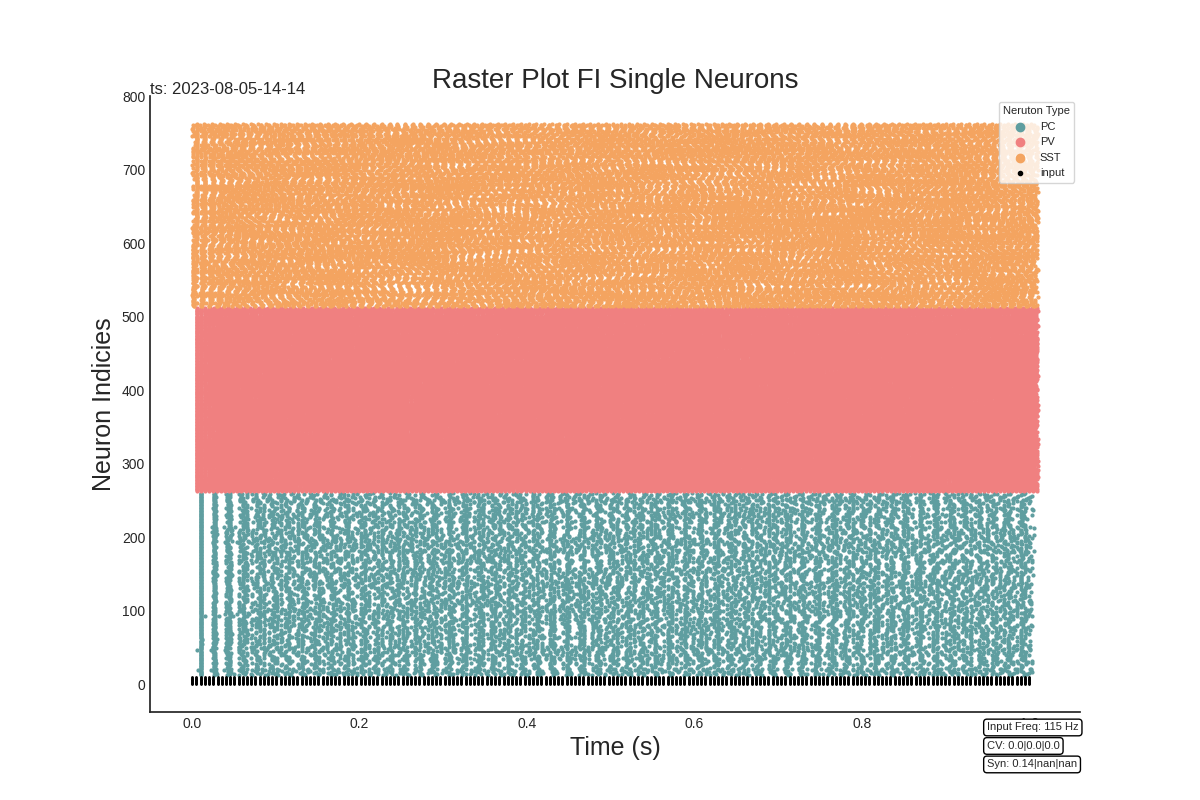 Raster Plot FI Single Neurons
ts: 2023-08-05-14-14
Neruton Type
PC
PV
SST
input
Neuron Indicies
800
700
600
500
400
300
200
100
0
0.0 0.2 0.4 0.6 0.8
Time (s)
Input Freq: 115 Hz
CV: 0.0|0.0|0.0
Syn: 0.14|nan|nan